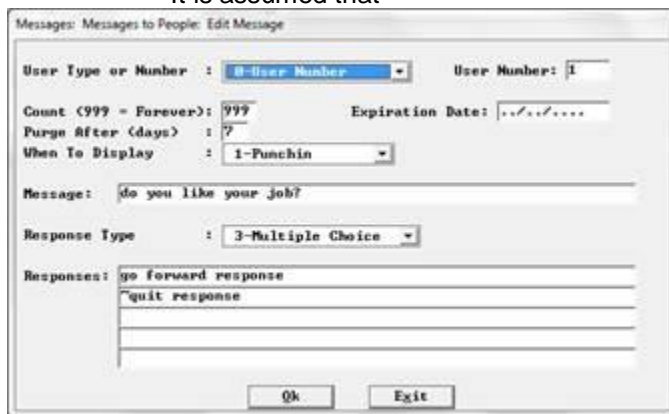 It is assumed that
Messages: Messages to People: Edit Message
User Type or Number : 0-User Number User Number: 1
Count (999 = Forever): 999 Expiration Date: ../../....
Purge After (days) : 7
When To Display : 1-Punchin
Message: do you like your job?
Response Type : 3-Multiple Choice
Responses: go forward response
~quit response
Ok Exit